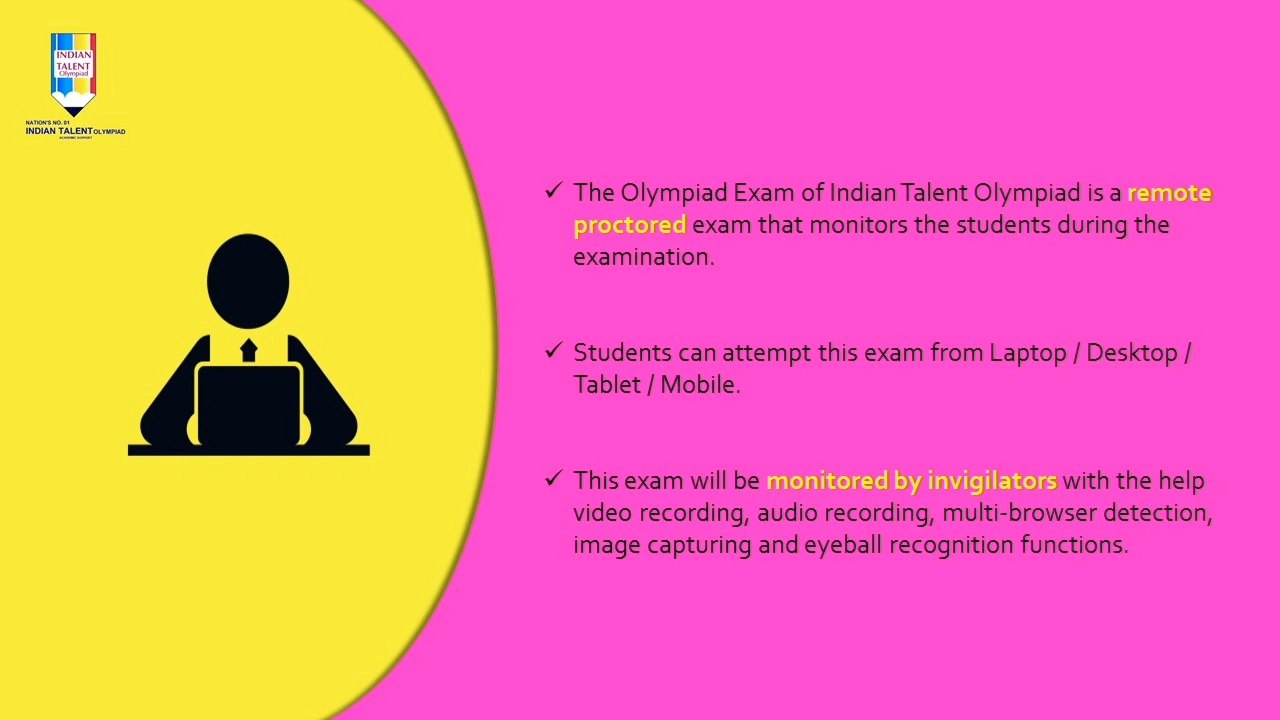 INDIAN
TALENT
Olympiad
NATION'S NO. 01
INDIAN TALENT OLYMPIAD
ACADEMIC SUPPORT
✓ The Olympiad Exam of Indian Talent Olympiad is a remote
proctored exam that monitors the students during the
examination.
✓ Students can attempt this exam from Laptop / Desktop /
Tablet / Mobile.
✓ This exam will be monitored by invigilators with the help
video recording, audio recording, multi-browser detection,
image capturing and eyeball recognition functions.